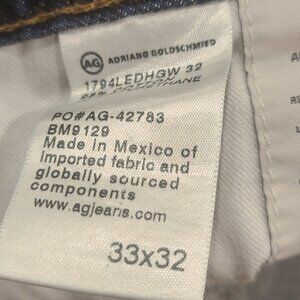 AG ADRIANO GOLDSCHMIED
1794LEDHGW 32
PO#AG-42783
BM9129
Made in Mexico of
imported fabric and
globally sourced
components
www.agjeans.com
33x32